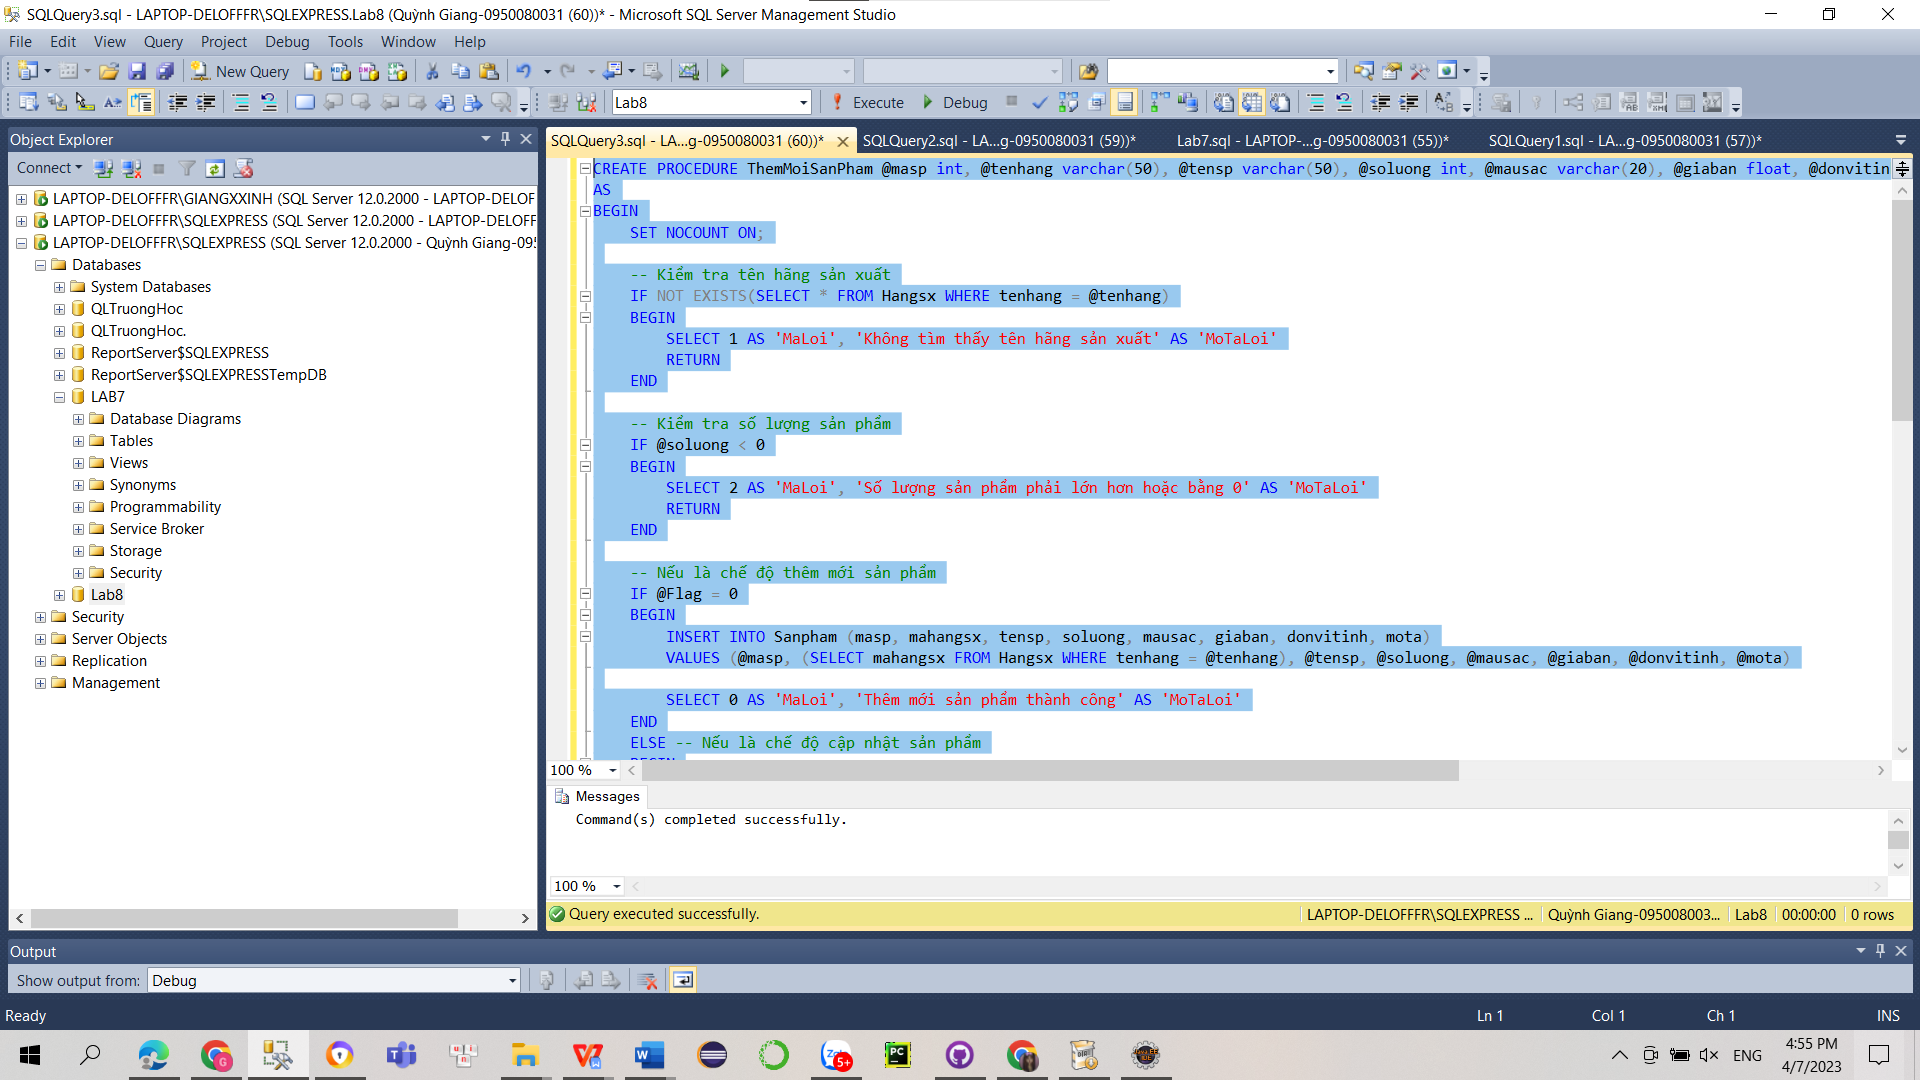 SQLQuery3.sql - LAPTOP-DELOFFFR\SQLEXPRESS.Lab8 (Quỳnh Giang-0950080031 (60))* - Microsoft SQL Server Management Studio
File Edit View Query Project Debug Tools Window Help
New Query
Lab8 Execute Debug
Object Explorer
Connect
LAPTOP-DELOFFFR\GIANGXXINH (SQL Server 12.0.2000 - LAPTOP-DELOF
LAPTOP-DELOFFFR\SQLEXPRESS (SQL Server 12.0.2000 - LAPTOP-DELOFF
LAPTOP-DELOFFFR\SQLEXPRESS (SQL Server 12.0.2000 - Quỳnh Giang-095
Databases
System Databases
QLTruongHoc
QLTruongHoc.
ReportServer$SQLEXPRESS
ReportServer$SQLEXPRESSTempDB
LAB7
Database Diagrams
Tables
Views
Synonyms
Programmability
Service Broker
Storage
Security
Lab8
Security
Server Objects
Replication
Management
SQLQuery3.sql - LA...g-0950080031 (60))* SQLQuery2.sql - LA...g-0950080031 (59))* Lab7.sql - LAPTOP-...g-0950080031 (55))* SQLQuery1.sql - LA...g-0950080031 (57))*
CREATE PROCEDURE ThemMoiSanPham @masp int, @tenhang varchar(50), @tensp varchar(50), @soluong int, @mausac varchar(20), @giaban float, @donvitin
AS
BEGIN
SET NOCOUNT ON;
-- Kiểm tra tên hãng sản xuất
IF NOT EXISTS(SELECT * FROM Hangsx WHERE tenhang = @tenhang)
BEGIN
SELECT 1 AS 'MaLoi', 'Không tìm thấy tên hãng sản xuất' AS 'MoTaLoi'
RETURN
END
-- Kiểm tra số lượng sản phẩm
IF @soluong < 0
BEGIN
SELECT 2 AS 'MaLoi', 'Số lượng sản phẩm phải lớn hơn hoặc bằng 0' AS 'MoTaLoi'
RETURN
END
-- Nếu là chế độ thêm mới sản phẩm
IF @Flag = 0
BEGIN
INSERT INTO Sanpham (masp, mahangsx, tensp, soluong, mausac, giaban, donvitinh, mota)
VALUES (@masp, (SELECT mahangsx FROM Hangsx WHERE tenhang = @tenhang), @tensp, @soluong, @mausac, @giaban, @donvitinh, @mota)
SELECT 0 AS 'MaLoi', 'Thêm mới sản phẩm thành công' AS 'MoTaLoi'
END
ELSE -- Nếu là chế độ cập nhật sản phẩm
100 %
Messages
Command(s) completed successfully.
100 %
Query executed successfully. LAPTOP-DELOFFFR\SQLEXPRESS ... Quỳnh Giang-095008003... Lab8 00:00:00 0 rows
Output
Show output from: Debug
Ready Ln 1 Col 1 Ch 1 INS
5+
PC
ENG
4:55 PM
4/7/2023